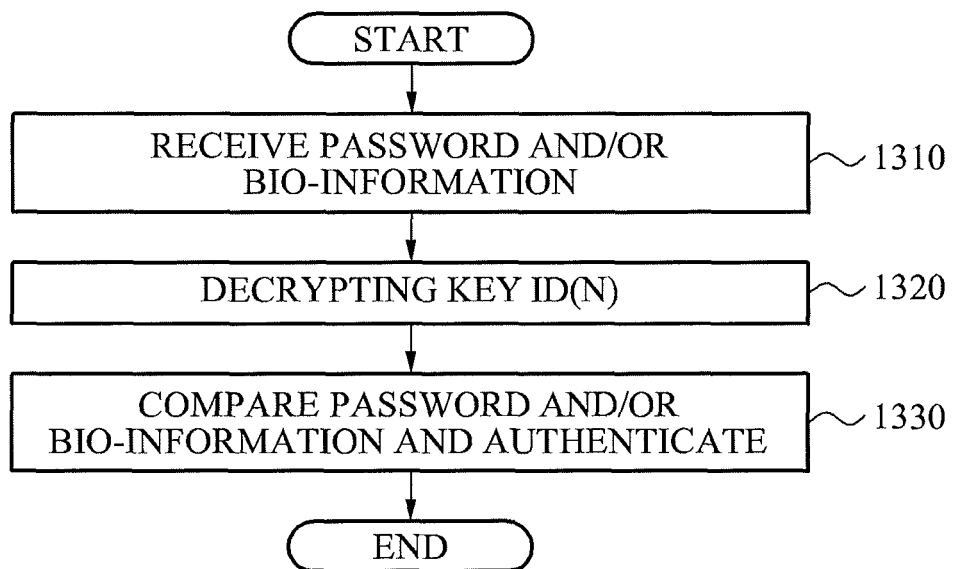 START
RECEIVE PASSWORD AND/OR
BIO-INFORMATION
1310
DECRYPTING KEY ID(N)
1320
COMPARE PASSWORD AND/OR
BIO-INFORMATION AND AUTHENTICATE
1330
END